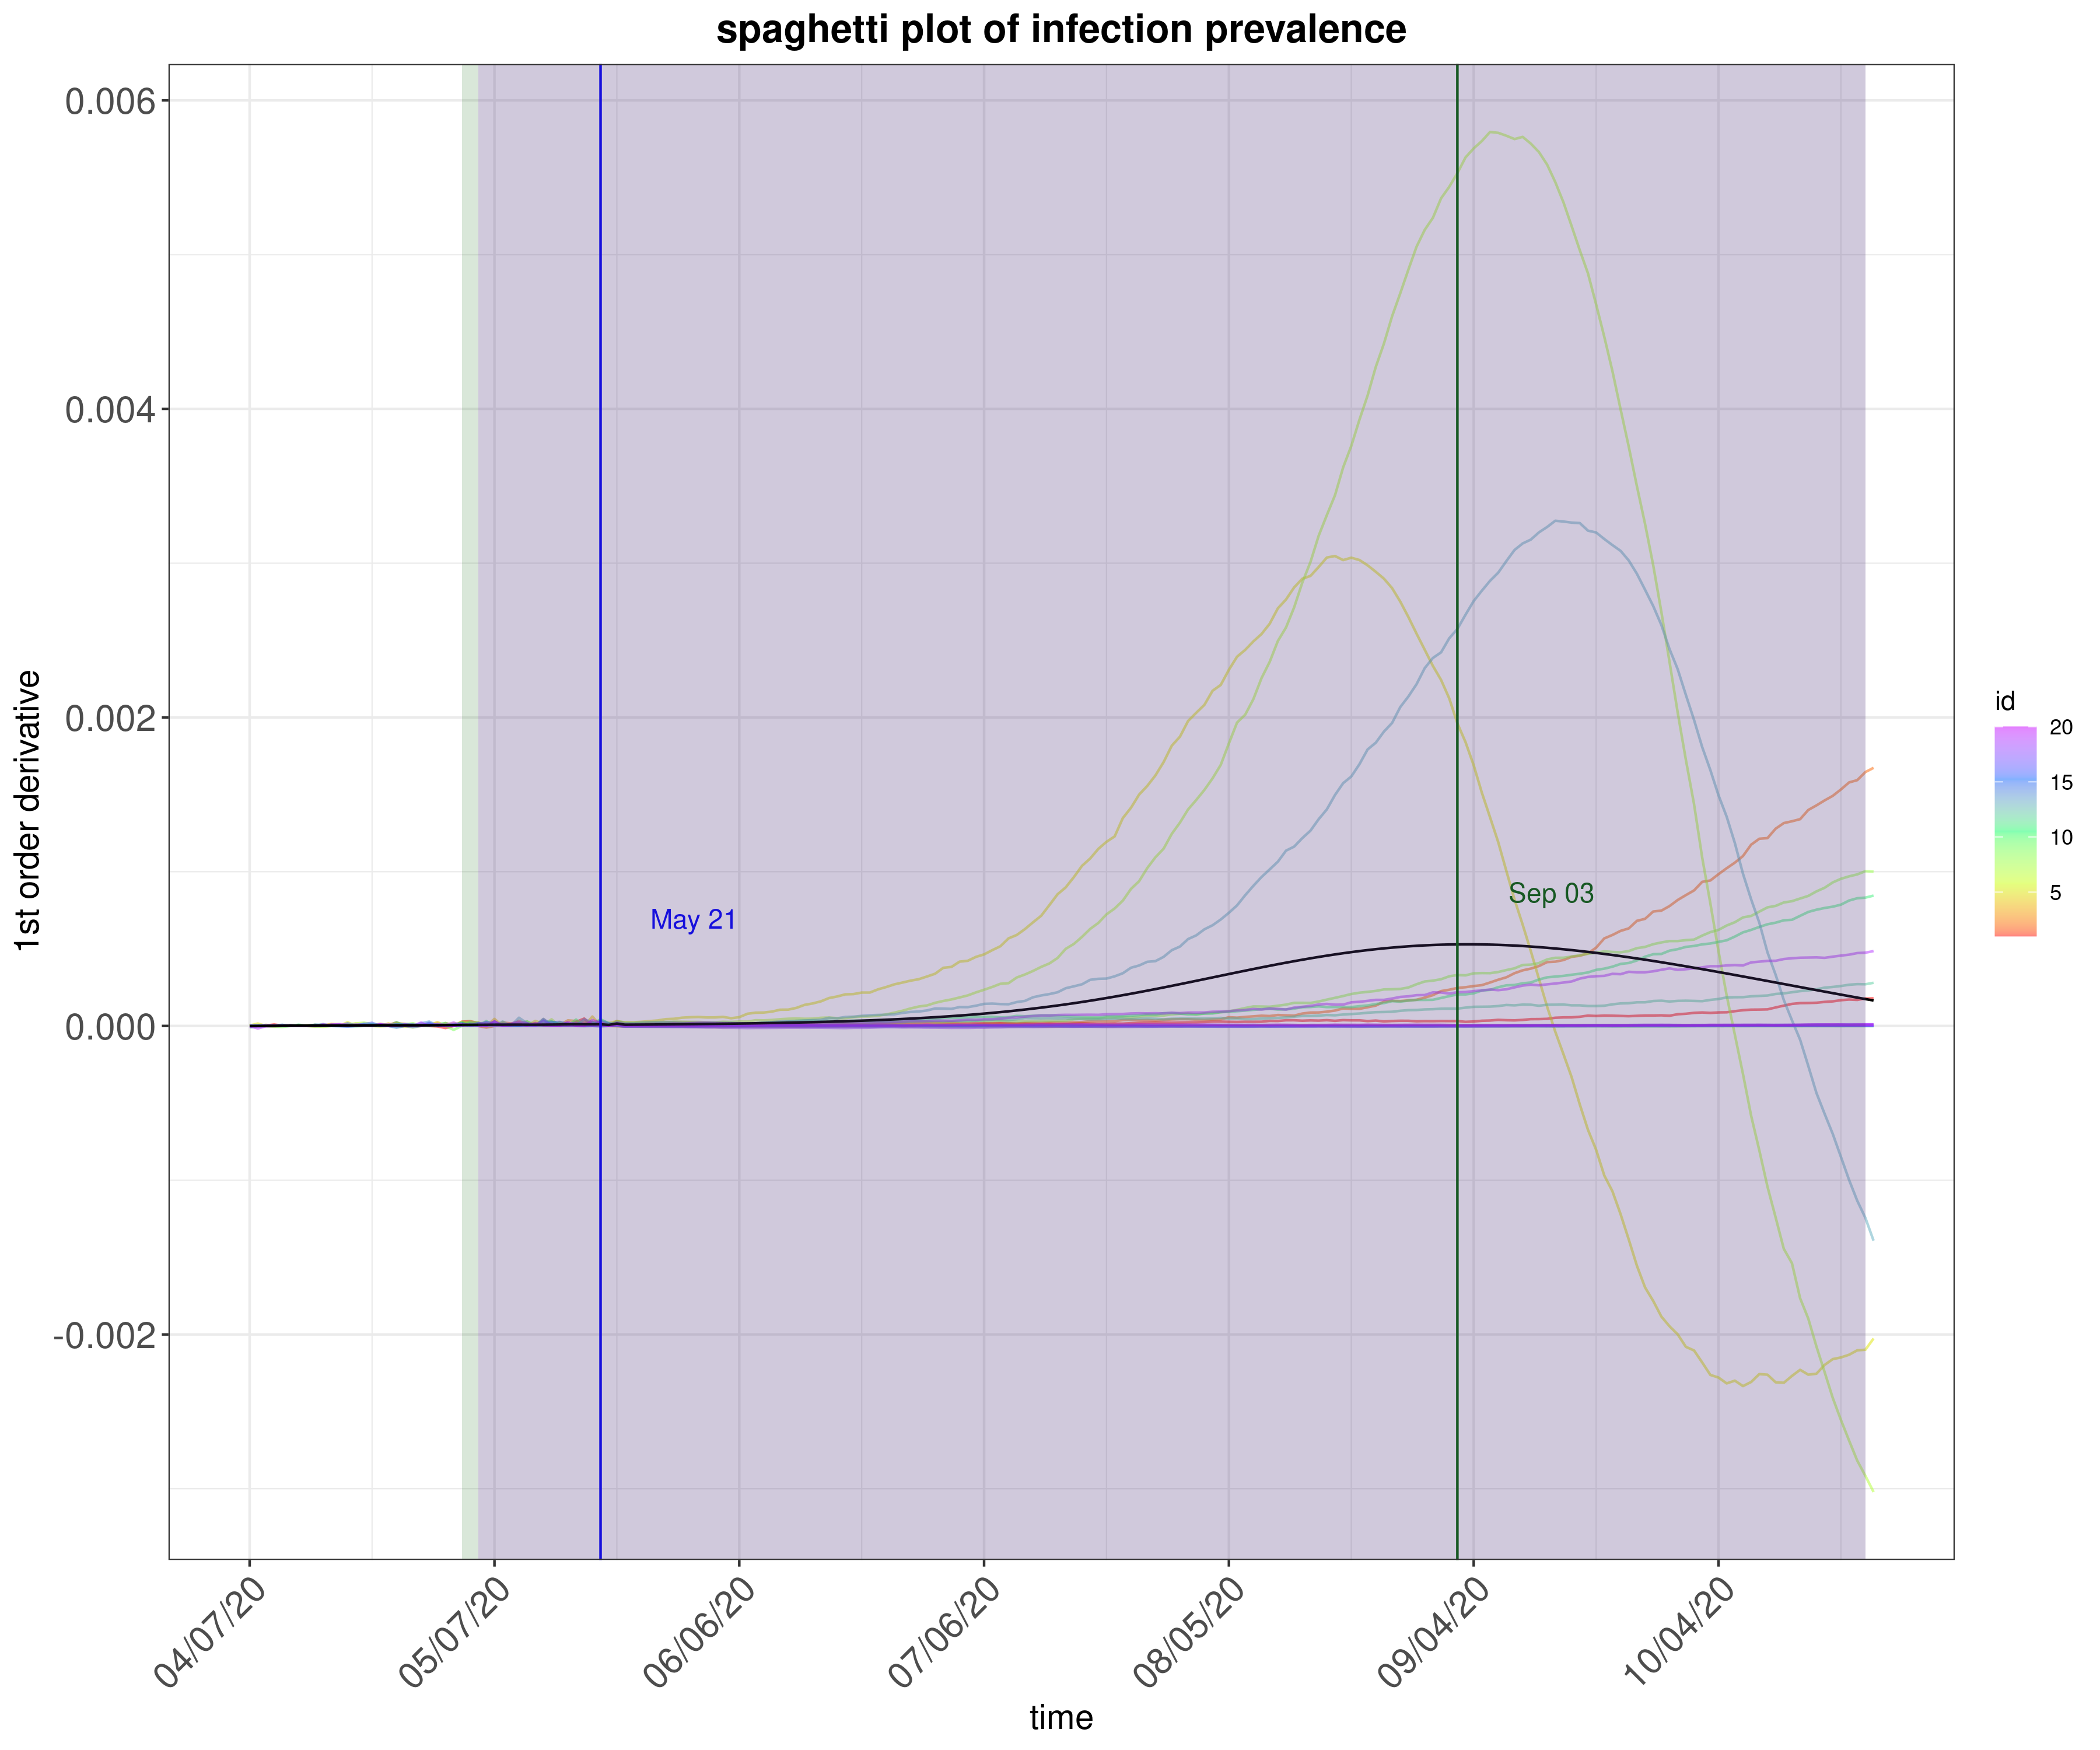 spaghetti plot of infection prevalence
0.006
0.004
0.002
0.000
-0.002
1st order derivative
May 21
Sep 03
id
20
15
10
5
04/07/20
05/07/20
06/06/20
07/06/20
08/05/20
09/04/20
10/04/20
time